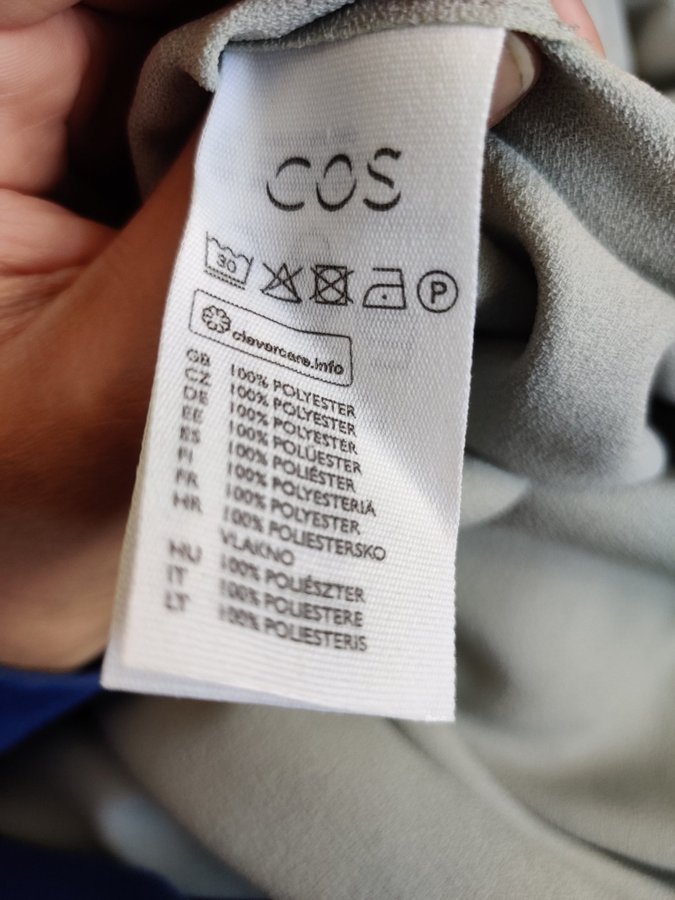 COS
30
P
clevercare.info
GB 100% POLYESTER
CZ 100% POLYESTER
DE 100% POLYESTER
EE 100% POLÜESTER
ES 100% POLIÉSTER
FI 100% POLYESTERIÄ
FR 100% POLYESTER
HR 100% POLIESTERSKO
VLAKNO
HU 100% POLIÉSZTER
IT 100% POLIESTERE
LT 100% POLIESTERIS